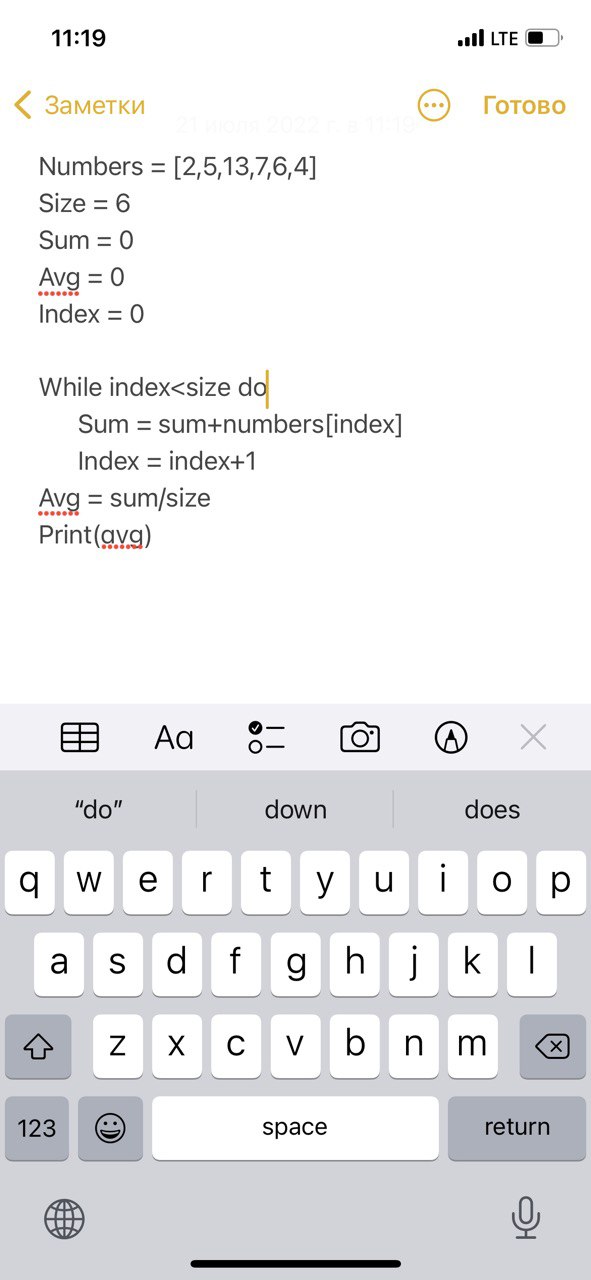 11:19
LTE
Заметки
Готово
21 июля 2022 г. в 11:19
Numbers = [2,5,13,7,6,4]
Size = 6
Sum = 0
Avg = 0
Index = 0
While index<size do
Sum = sum+numbers[index]
Index = index+1
Avg = sum/size
Print(avg)
Aa
“do”
down
does
q w e r t y u i o p
a s d f g h j k l
z x c v b n m
123
space
return